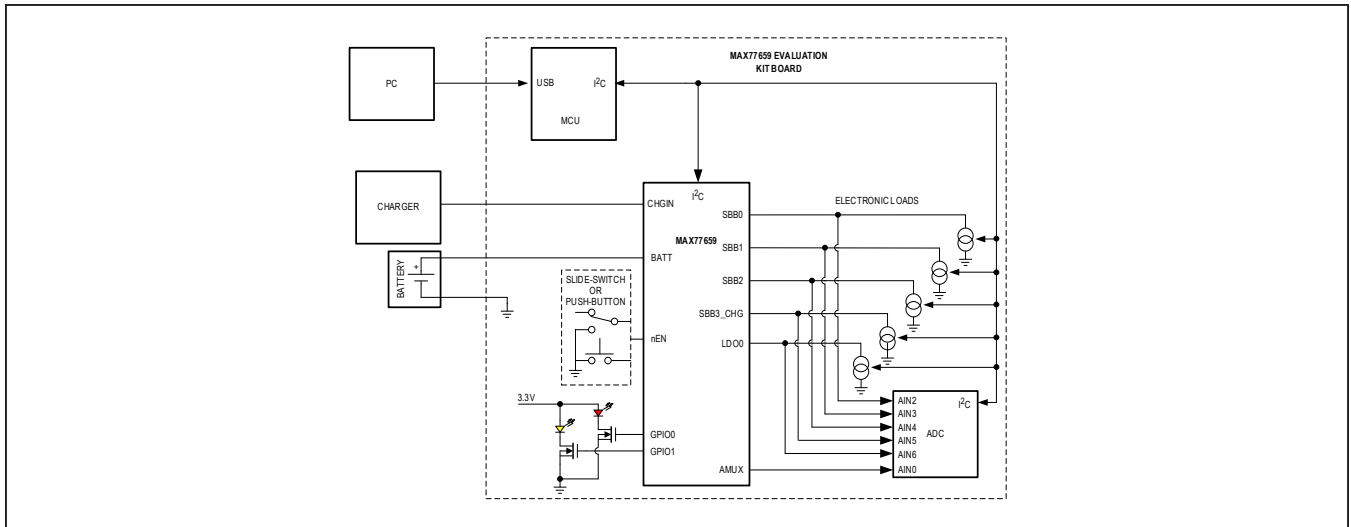 MAX77659 EVALUATION
KIT BOARD
PC
USB
I²C
MCU
CHARGER
BATTERY
+
I²C
CHGIN
MAX77659
BATT
nEN
GPIO0
GPIO1
SBB0
SBB1
SBB2
SBB3_CHG
LDO0
AMUX
SLIDE-SWITCH
OR
PUSH-BUTTON
3.3V
ELECTRONIC LOADS
AIN2
AIN3
AIN4
AIN5
AIN6
AIN0
I²C
ADC